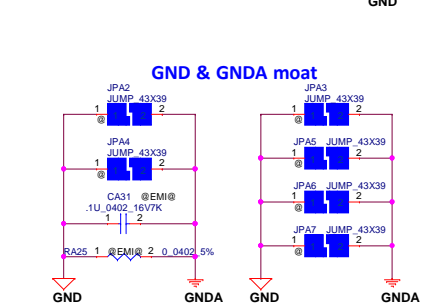 GND
GND & GNDA moat
JPA2
JUMP_43X39
1 2
@
JPA4
JUMP_43X39
1 2
@
CA31 @EMI@
.1U_0402_16V7K
1 2
RA25 1 @EMI@ 2 0_0402_5%
GND GNDA
JPA3
JUMP_43X39
1 2
@
JPA5 JUMP_43X39
1 2
@
JPA6 JUMP_43X39
1 2
@
JPA7 JUMP_43X39
1 2
@
GND GNDA